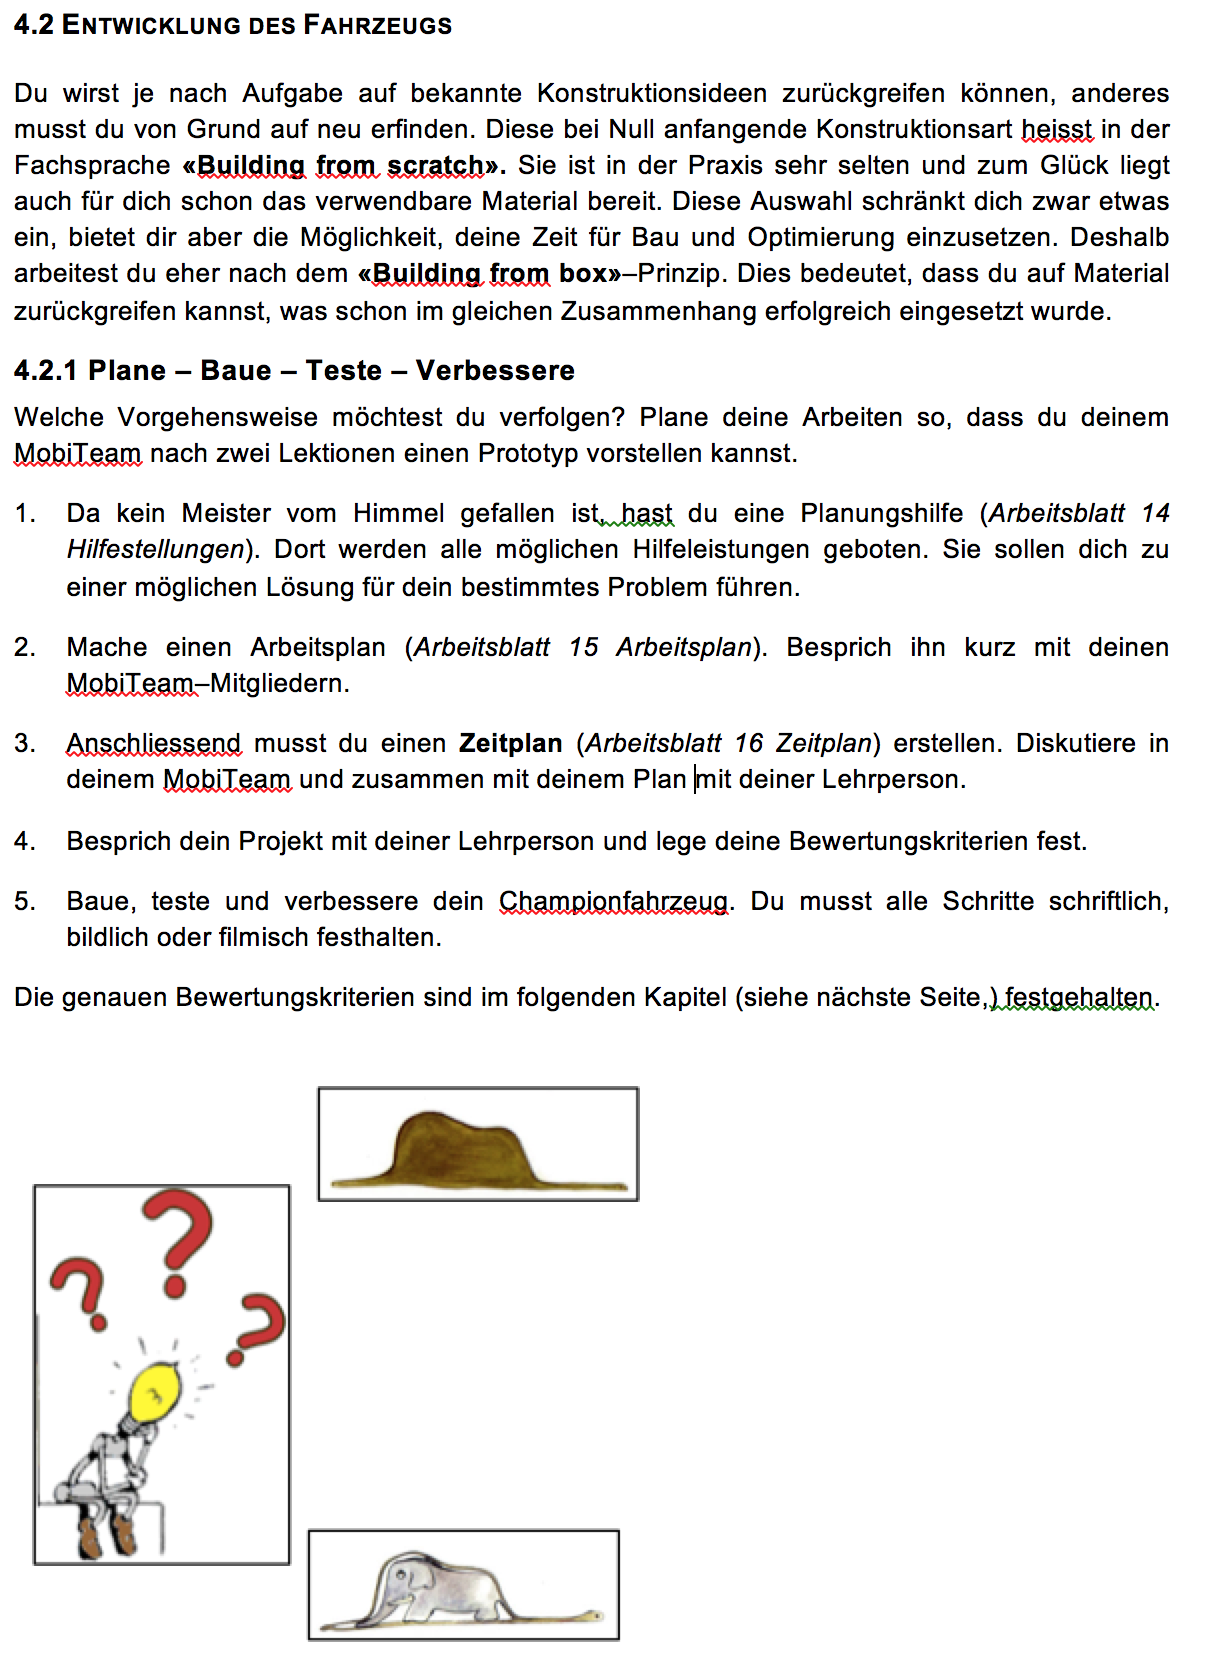 4.2 ENTWICKLUNG DES FAHRZEUGS
Du wirst je nach Aufgabe auf bekannte Konstruktionsideen zurückgreifen können, anderes
musst du von Grund auf neu erfinden. Diese bei Null anfangende Konstruktionsart heisst in der
Fachsprache «Building from scratch». Sie ist in der Praxis sehr selten und zum Glück liegt
auch für dich schon das verwendbare Material bereit. Diese Auswahl schränkt dich zwar etwas
ein, bietet dir aber die Möglichkeit, deine Zeit für Bau und Optimierung einzusetzen. Deshalb
arbeitest du eher nach dem «Building from box»–Prinzip. Dies bedeutet, dass du auf Material
zurückgreifen kannst, was schon im gleichen Zusammenhang erfolgreich eingesetzt wurde.
4.2.1 Plane – Baue – Teste – Verbessere
Welche Vorgehensweise möchtest du verfolgen? Plane deine Arbeiten so, dass du deinem
MobiTeam nach zwei Lektionen einen Prototyp vorstellen kannst.
1. Da kein Meister vom Himmel gefallen ist, hast du eine Planungshilfe (Arbeitsblatt 14
Hilfestellungen). Dort werden alle möglichen Hilfeleistungen geboten. Sie sollen dich zu
einer möglichen Lösung für dein bestimmtes Problem führen.
2. Mache einen Arbeitsplan (Arbeitsblatt 15 Arbeitsplan). Besprich ihn kurz mit deinen
MobiTeam–Mitgliedern.
3. Anschliessend musst du einen Zeitplan (Arbeitsblatt 16 Zeitplan) erstellen. Diskutiere in
deinem MobiTeam und zusammen mit deinem Plan mit deiner Lehrperson.
4. Besprich dein Projekt mit deiner Lehrperson und lege deine Bewertungskriterien fest.
5. Baue, teste und verbessere dein Championfahrzeug. Du musst alle Schritte schriftlich,
bildlich oder filmisch festhalten.
Die genauen Bewertungskriterien sind im folgenden Kapitel (siehe nächste Seite,) festgehalten.
? ? ?